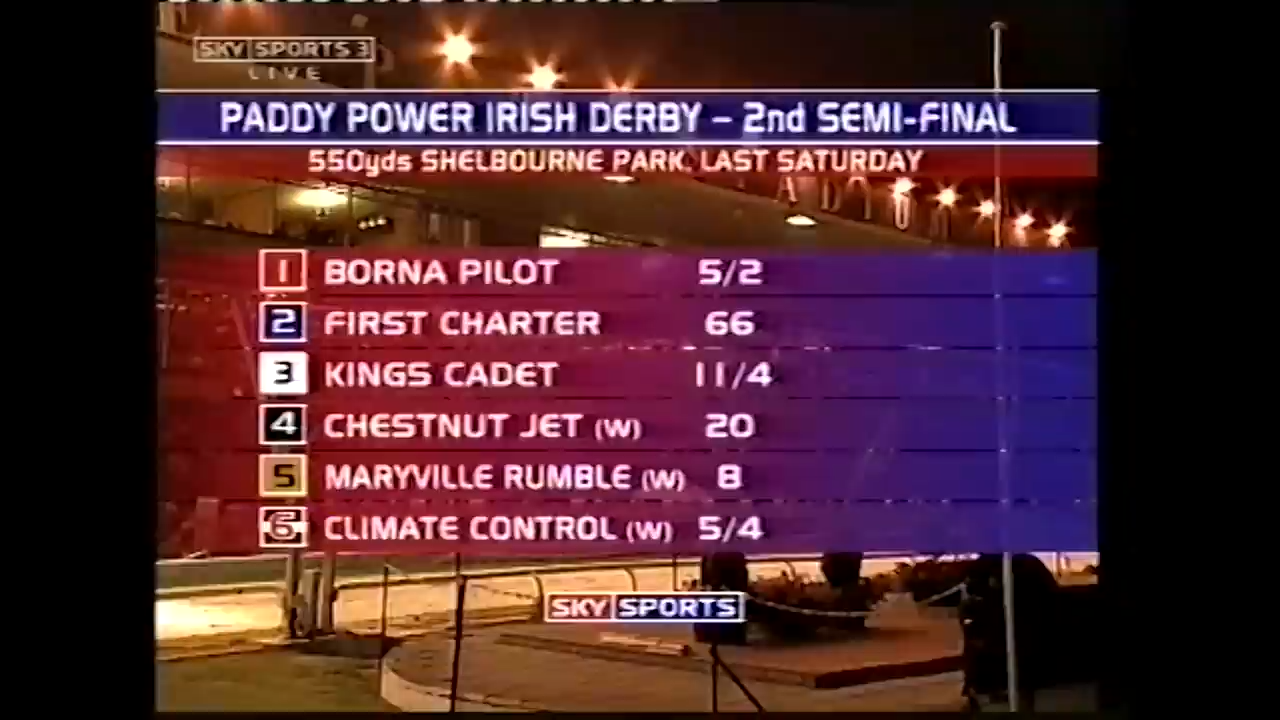 SKY SPORTS 3
LIVE
PADDY POWER IRISH DERBY – 2nd SEMI-FINAL
550yds SHELBOURNE PARK, LAST SATURDAY
1 BORNA PILOT 5/2
2 FIRST CHARTER 66
3 KINGS CADET 11/4
4 CHESTNUT JET (W) 20
5 MARYVILLE RUMBLE (W) 8
6 CLIMATE CONTROL (W) 5/4
SKY SPORTS